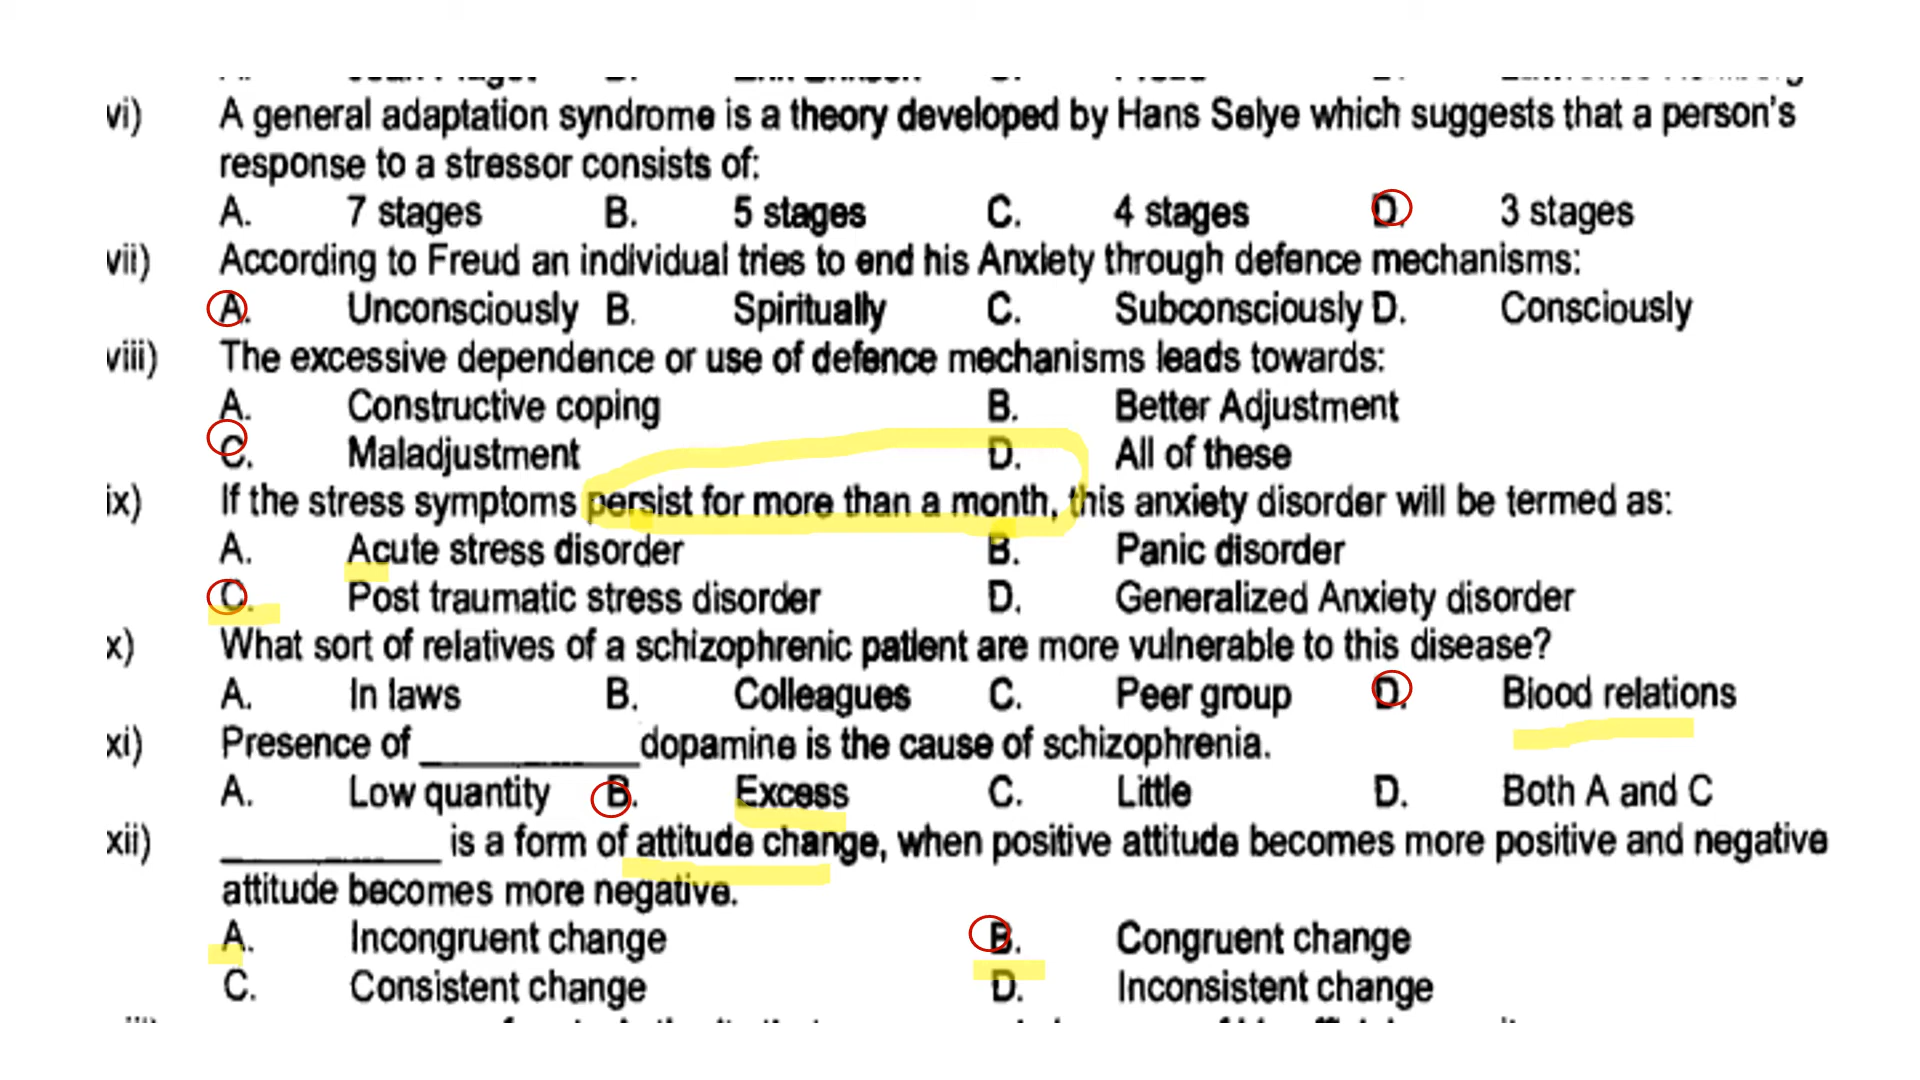 vi) A general adaptation syndrome is a theory developed by Hans Selye which suggests that a person's
response to a stressor consists of:
A. 7 stages B. 5 stages C. 4 stages D. 3 stages
vii) According to Freud an individual tries to end his Anxiety through defence mechanisms:
A. Unconsciously B. Spiritually C. Subconsciously D. Consciously
viii) The excessive dependence or use of defence mechanisms leads towards:
A. Constructive coping B. Better Adjustment
C. Maladjustment D. All of these
ix) If the stress symptoms persist for more than a month, this anxiety disorder will be termed as:
A. Acute stress disorder B. Panic disorder
C. Post traumatic stress disorder D. Generalized Anxiety disorder
x) What sort of relatives of a schizophrenic patient are more vulnerable to this disease?
A. In laws B. Colleagues C. Peer group D. Blood relations
xi) Presence of __________ dopamine is the cause of schizophrenia.
A. Low quantity B. Excess C. Little D. Both A and C
xii) __________ is a form of attitude change, when positive attitude becomes more positive and negative
attitude becomes more negative.
A. Incongruent change B. Congruent change
C. Consistent change D. Inconsistent change